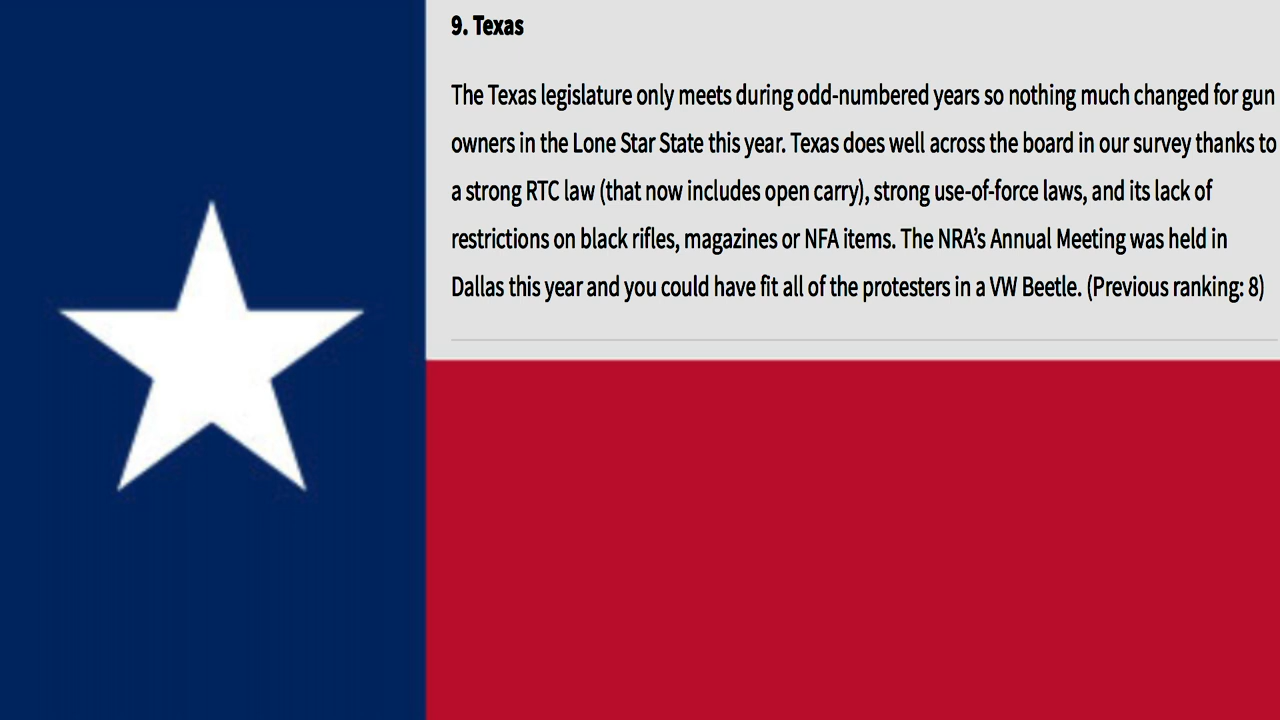 9. Texas
The Texas legislature only meets during odd-numbered years so nothing much changed for gun
owners in the Lone Star State this year. Texas does well across the board in our survey thanks to
a strong RTC law (that now includes open carry), strong use-of-force laws, and its lack of
restrictions on black rifles, magazines or NFA items. The NRA’s Annual Meeting was held in
Dallas this year and you could have fit all of the protesters in a VW Beetle. (Previous ranking: 8)